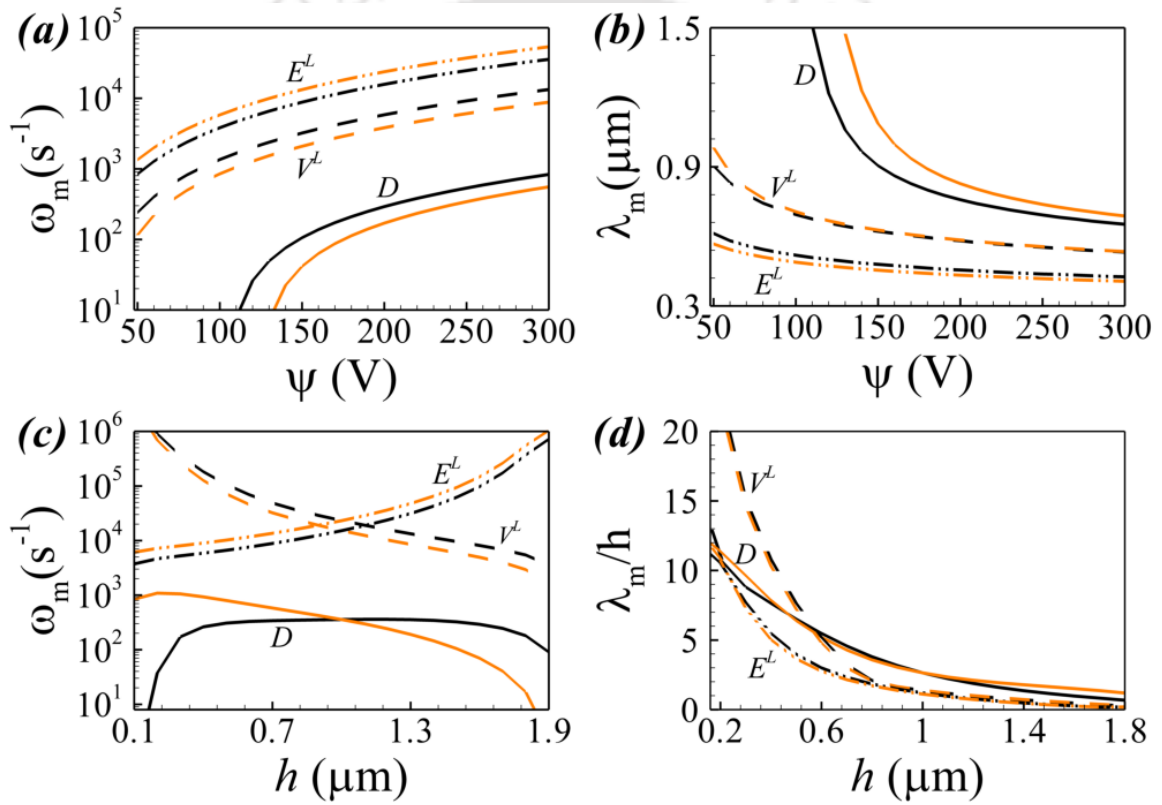 (a)
10^5
10^4
10^3
10^2
10^1
ω_m(s^-1)
E^L
V^L
D
50 100 150 200 250 300
ψ (V)
(b)
1.5
0.9
0.3
λ_m(μm)
D
V^L
E^L
50 100 150 200 250 300
ψ (V)
(c)
10^6
10^5
10^4
10^3
10^2
10^1
ω_m(s^-1)
E^L
V^L
D
0.1 0.7 1.3 1.9
h (μm)
(d)
20
15
10
5
0
λ_m/h
V^L
D
E^L
0.2 0.6 1 1.4 1.8
h (μm)